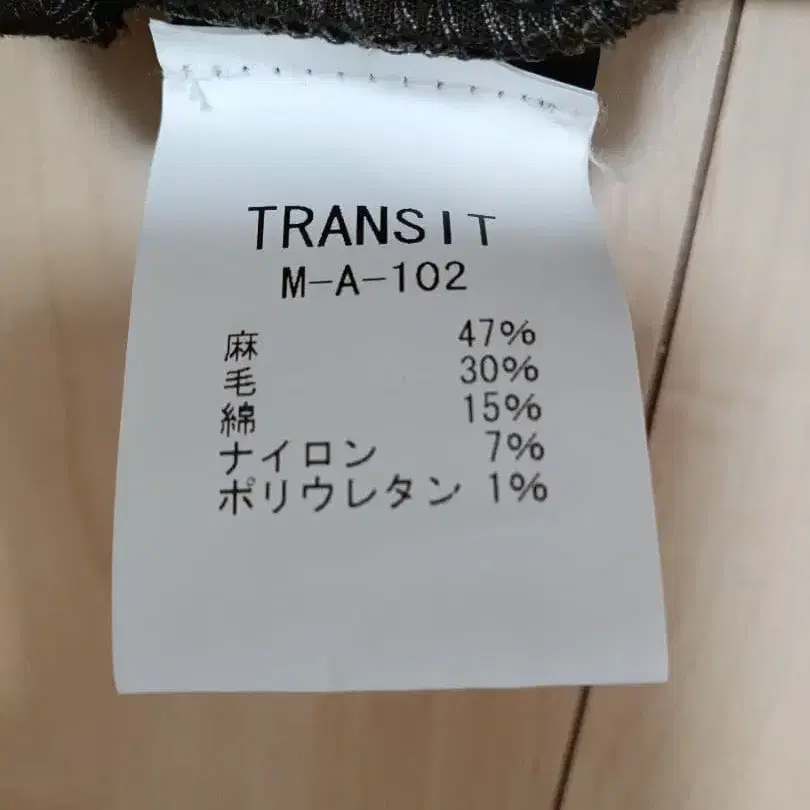 TRANSIT
M-A-102
麻 47%
毛 30%
綿 15%
ナイロン 7%
ポリウレタン 1%